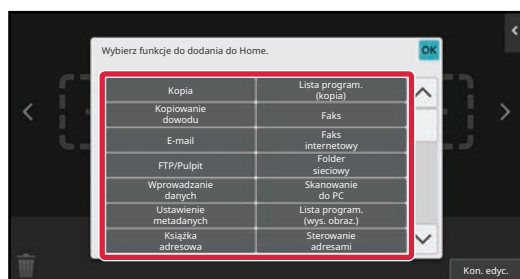 Wybierz funkcje do dodania do Home.
OK
Kopia
Lista program.
(kopia)
Kopiowanie
dowodu
Faks
E-mail
Faks
internetowy
FTP/Pulpit
Folder
sieciowy
Wprowadzanie
danych
Skanowanie
do PC
Ustawienie
metadanych
Lista program.
(wys. obraz.)
Książka
adresowa
Sterowanie
adresami
Kon. edyc.